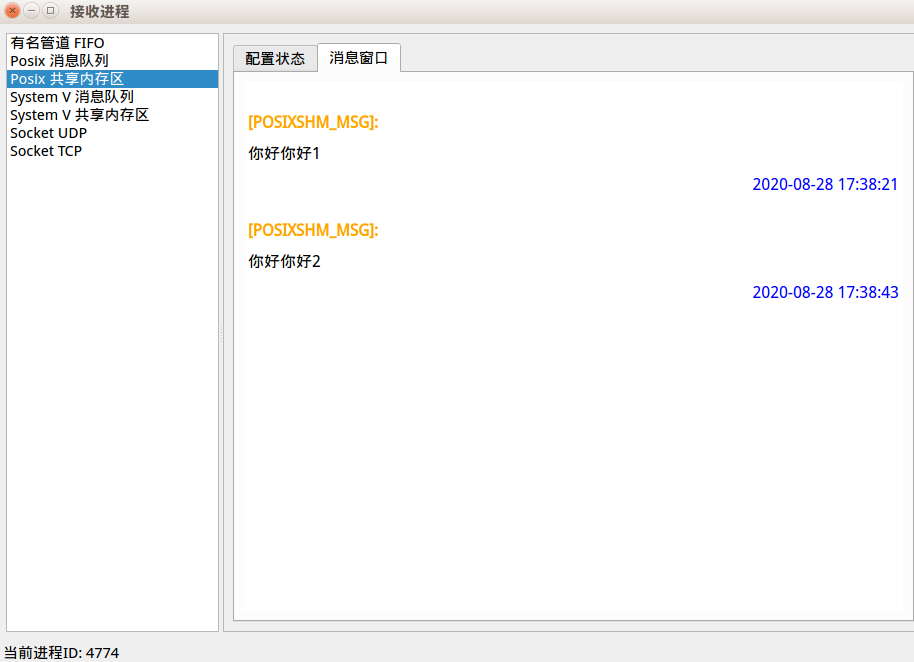 接收进程
有名管道 FIFO
Posix 消息队列
Posix 共享内存区
System V 消息队列
System V 共享内存区
Socket UDP
Socket TCP
配置状态 消息窗口
[POSIXSHM_MSG]:
你好你好1
2020-08-28 17:38:21
[POSIXSHM_MSG]:
你好你好2
2020-08-28 17:38:43
当前进程ID: 4774